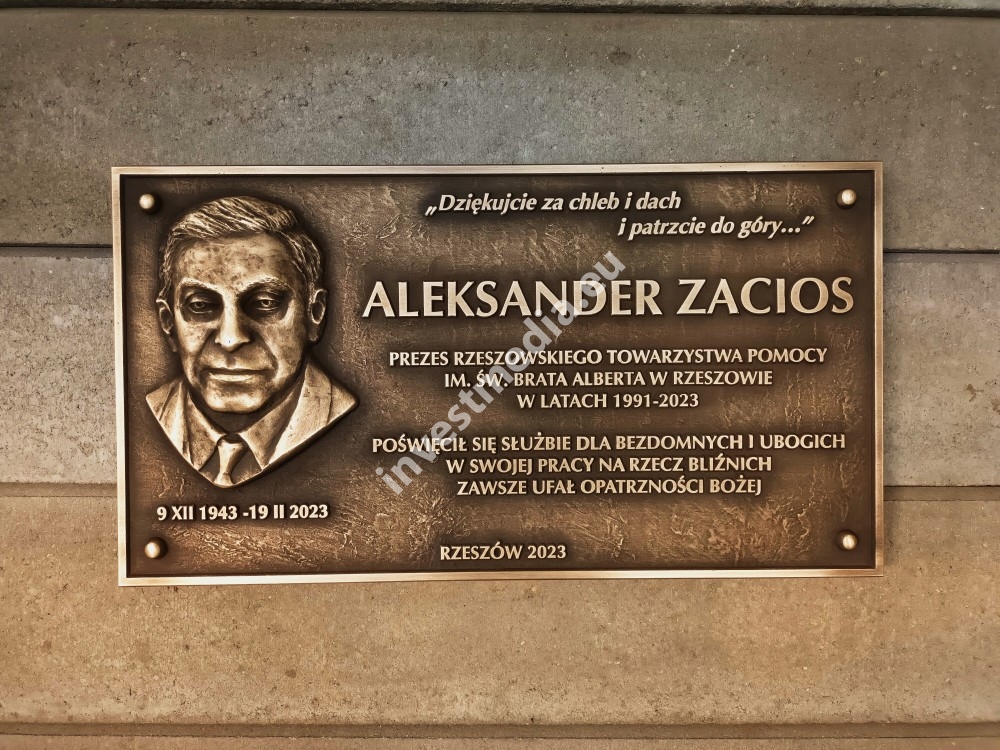 „Dziękujcie za chleb i dach
i patrzcie do góry...”
ALEKSANDER ZACIOS
PREZES RZESZOWSKIEGO TOWARZYSTWA POMOCY
IM. ŚW. BRATA ALBERTA W RZESZOWIE
W LATACH 1991-2023
POŚWIĘCIŁ SIĘ SŁUŻBIE DLA BEZDOMNYCH I UBOGICH
W SWOJEJ PRACY NA RZECZ BLIŹNICH
ZAWSZE UFAŁ OPATRZNOŚCI BOŻEJ
9 XII 1943 -19 II 2023
RZESZÓW 2023
investmedia.eu